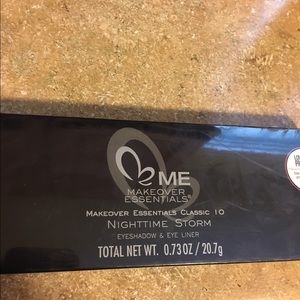 ME
MAKEOVER
ESSENTIALS®
MAKEOVER ESSENTIALS CLASSIC 10
NIGHTTIME STORM
EYESHADOW & EYE LINER
TOTAL NET WT. 0.73 OZ / 20.7g